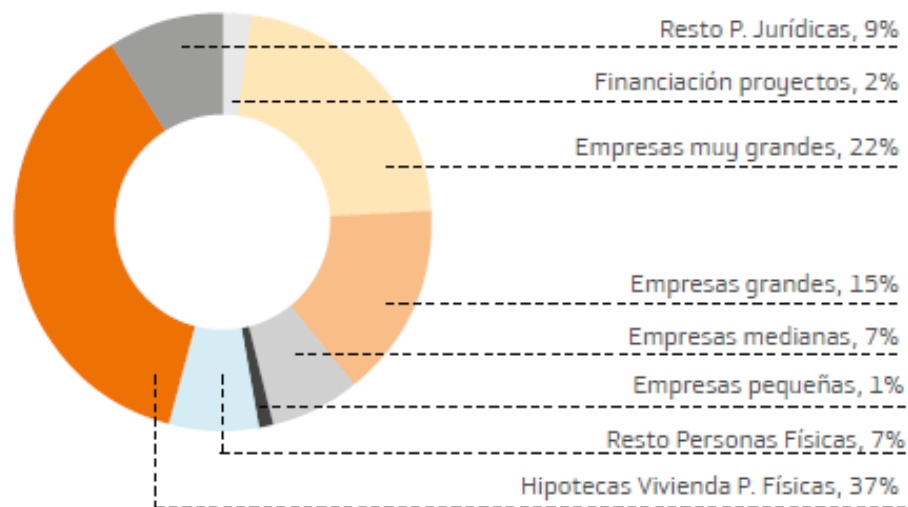 Resto P. Jurídicas, 9%
Financiación proyectos, 2%
Empresas muy grandes, 22%
Empresas grandes, 15%
Empresas medianas, 7%
Empresas pequeñas, 1%
Resto Personas Físicas, 7%
Hipotecas Vivienda P. Físicas, 37%